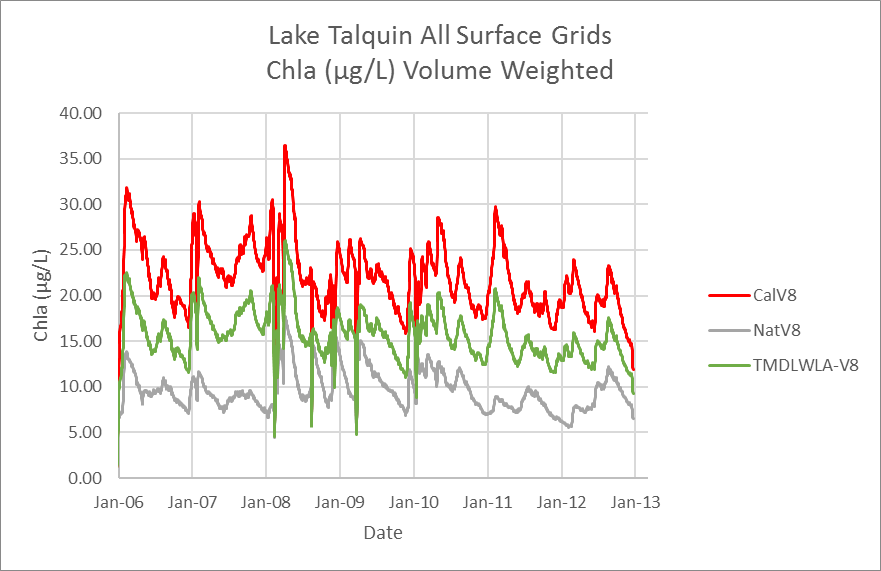 Lake Talquin All Surface Grids
Chla (µg/L) Volume Weighted
40.00
35.00
30.00
25.00
20.00
15.00
10.00
5.00
0.00
Chla (µg/L)
Jan-06 Jan-07 Jan-08 Jan-09 Jan-10 Jan-11 Jan-12 Jan-13
Date
CalV8
NatV8
TMDLWLA-V8